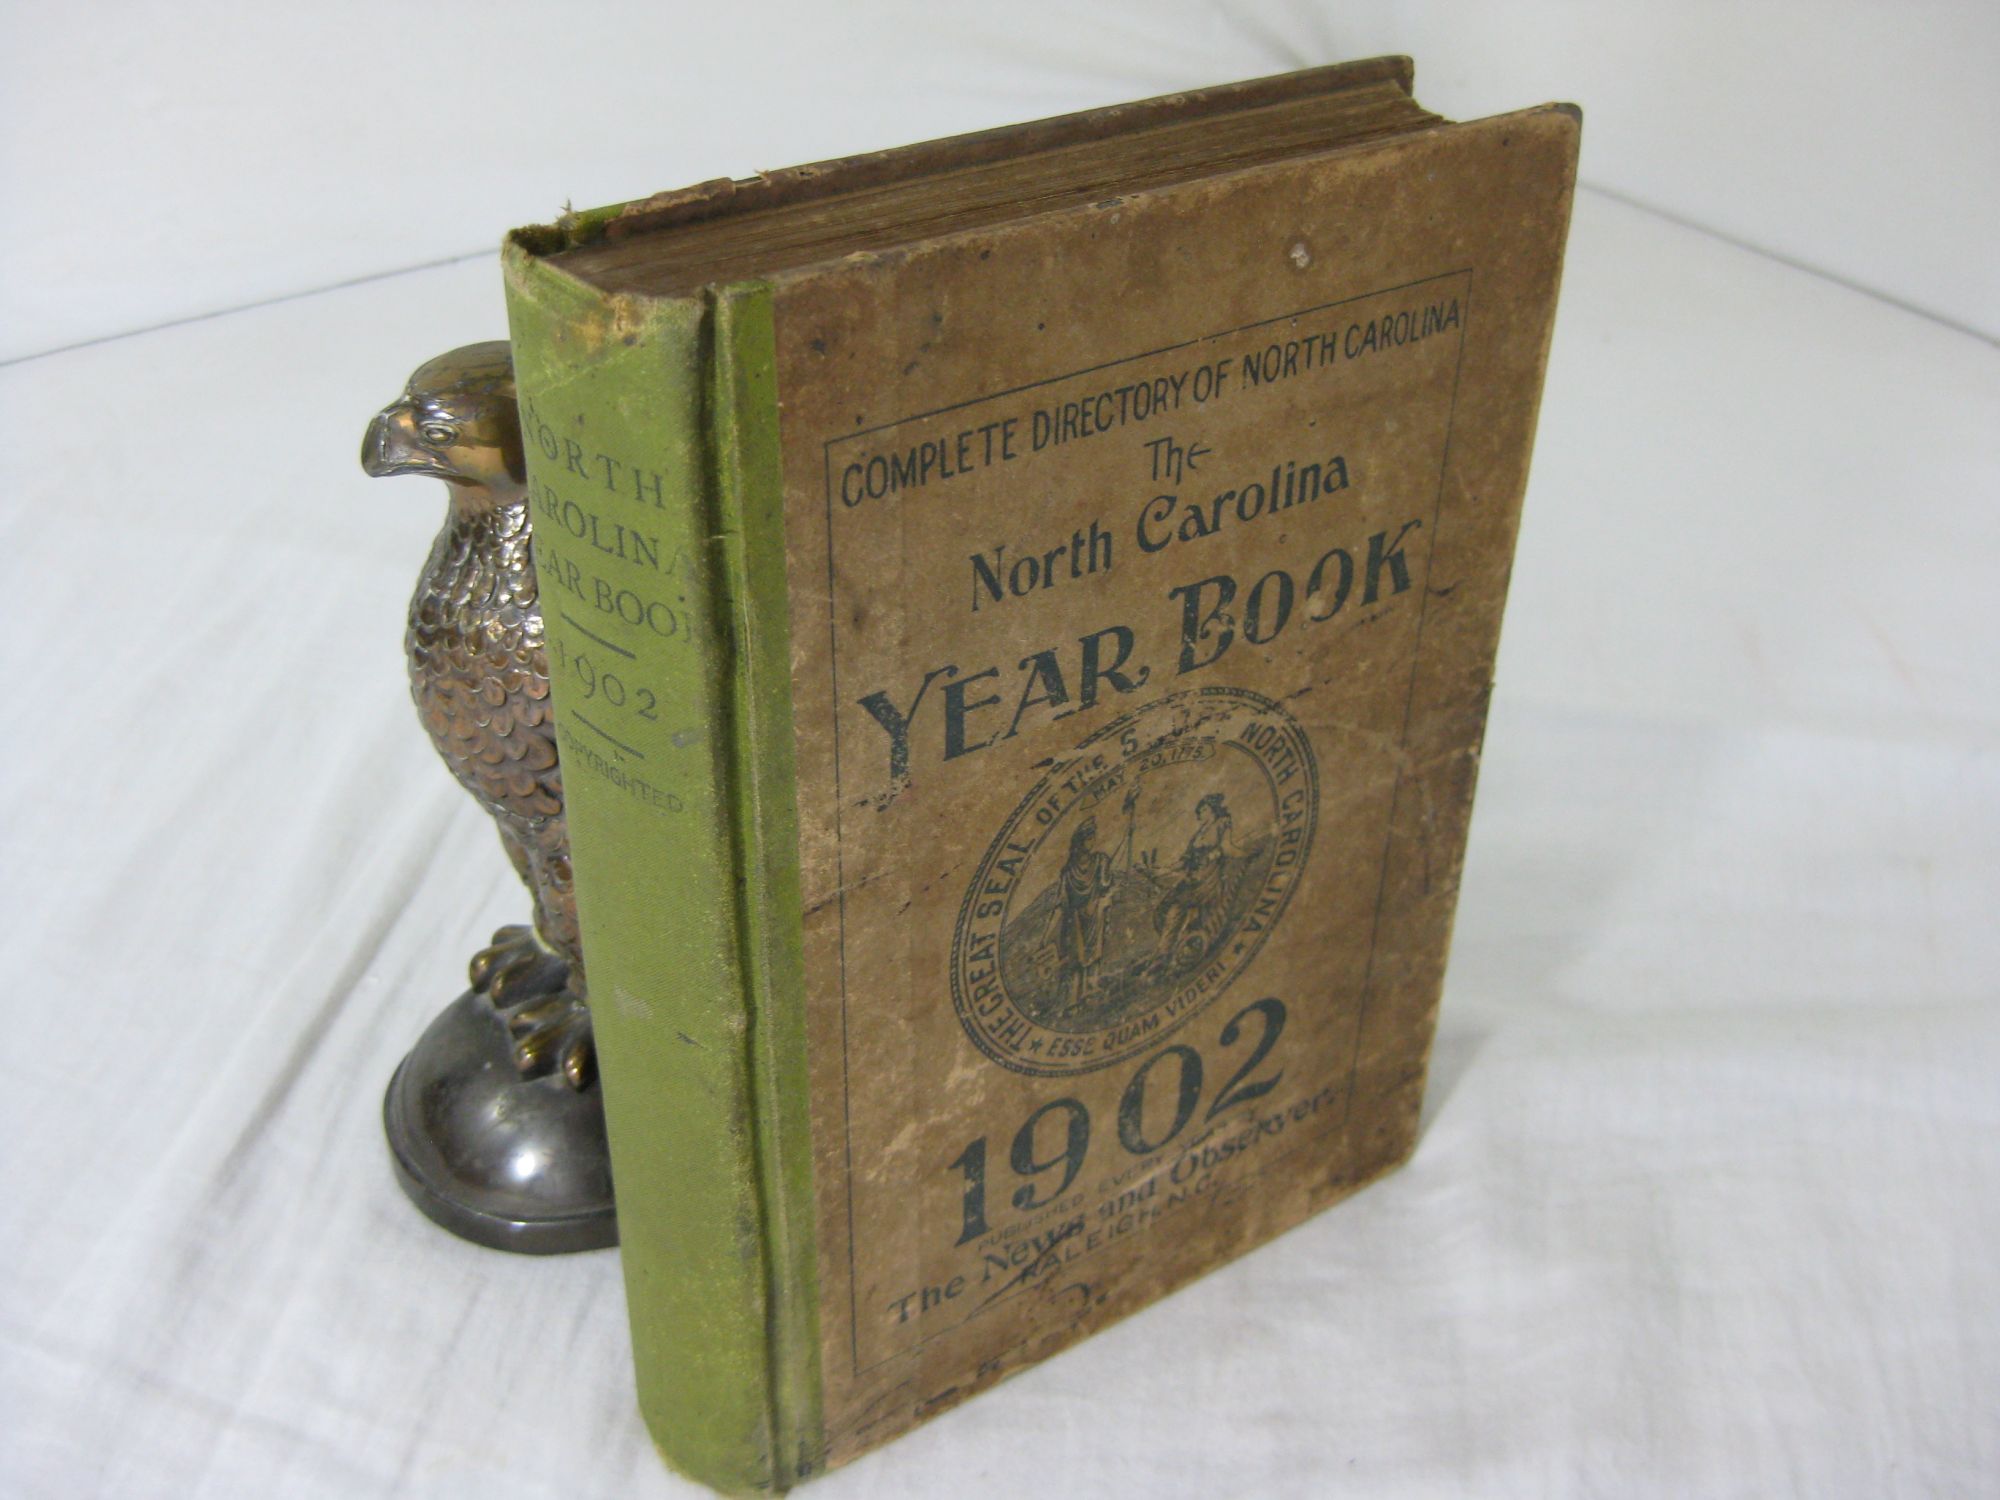 NORTH
CAROLINA
YEAR BOOK
1902
COPYRIGHTED
COMPLETE DIRECTORY OF NORTH CAROLINA
The
North Carolina
YEAR BOOK
THE GREAT SEAL OF THE S OF NORTH CAROLINA
MAY 20, 1775.
★ ESSE QUAM VIDERI ★
1902
PUBLISHED EVERY
The News and Observer.
RALEIGH, N.C.